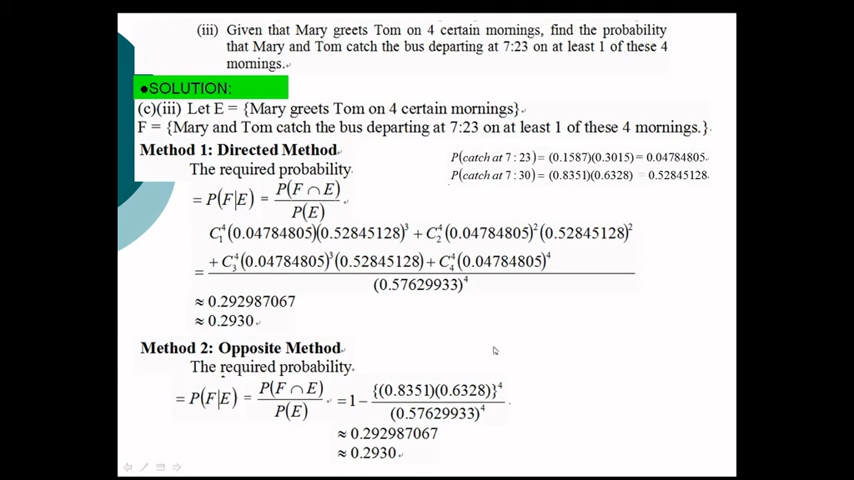 (iii) Given that Mary greets Tom on 4 certain mornings, find the probability
that Mary and Tom catch the bus departing at 7:23 on at least 1 of these 4
mornings.
●SOLUTION:
(c)(iii) Let E = {Mary greets Tom on 4 certain mornings}
F = {Mary and Tom catch the bus departing at 7:23 on at least 1 of these 4 mornings.}
Method 1: Directed Method
P(catch at 7:23) = (0.1587)(0.3015) = 0.04784805
The required probability
P(catch at 7:30) = (0.8351)(0.6328) = 0.52845128
= P(F|E) = P(F ∩ E) / P(E)
C₁⁴(0.04784805)(0.52845128)³ + C₂⁴(0.04784805)²(0.52845128)²
+ C₃⁴(0.04784805)³(0.52845128) + C₄⁴(0.04784805)⁴
=
(0.57629933)⁴
≈ 0.292987067
≈ 0.2930
Method 2: Opposite Method
The required probability
= P(F|E) = P(F ∩ E) / P(E) = 1 − {(0.8351)(0.6328)}⁴ / (0.57629933)⁴
≈ 0.292987067
≈ 0.2930